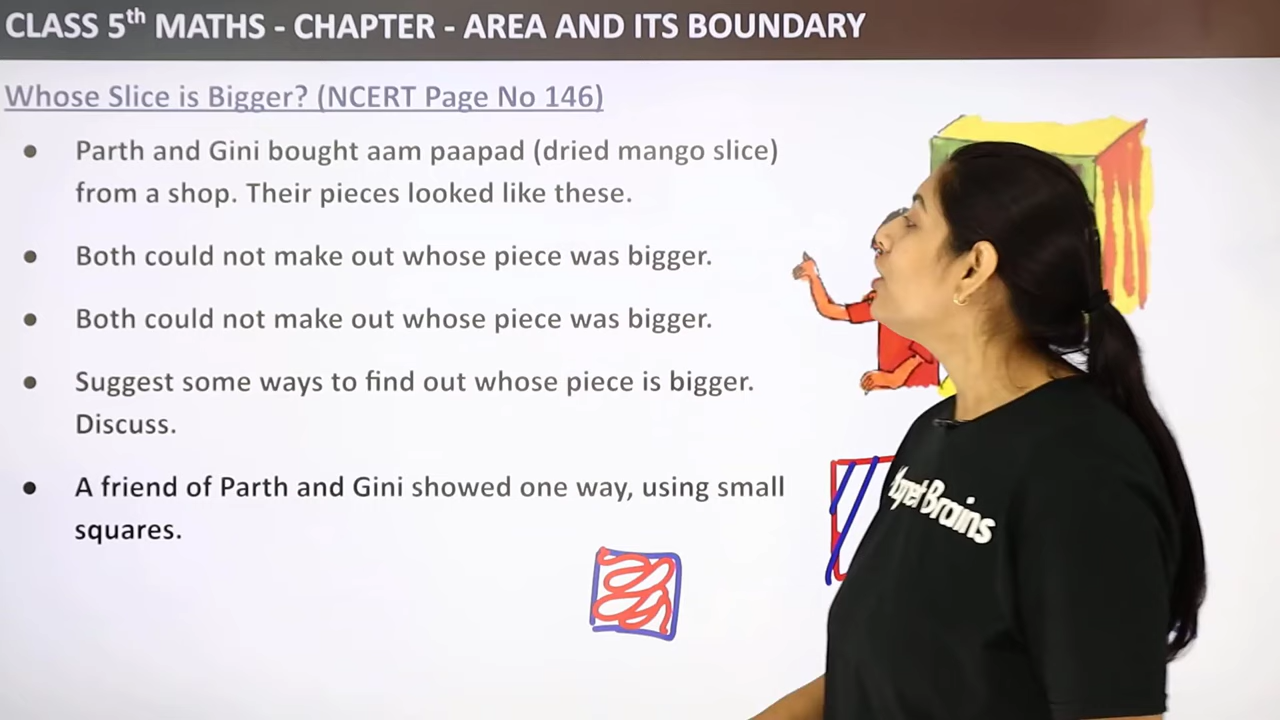 CLASS 5th MATHS - CHAPTER - AREA AND ITS BOUNDARY
Whose Slice is Bigger? (NCERT Page No 146)
● Parth and Gini bought aam paapad (dried mango slice)
from a shop. Their pieces looked like these.
● Both could not make out whose piece was bigger.
● Both could not make out whose piece was bigger.
● Suggest some ways to find out whose piece is bigger.
Discuss.
● A friend of Parth and Gini showed one way, using small
squares.
Magnet Brains